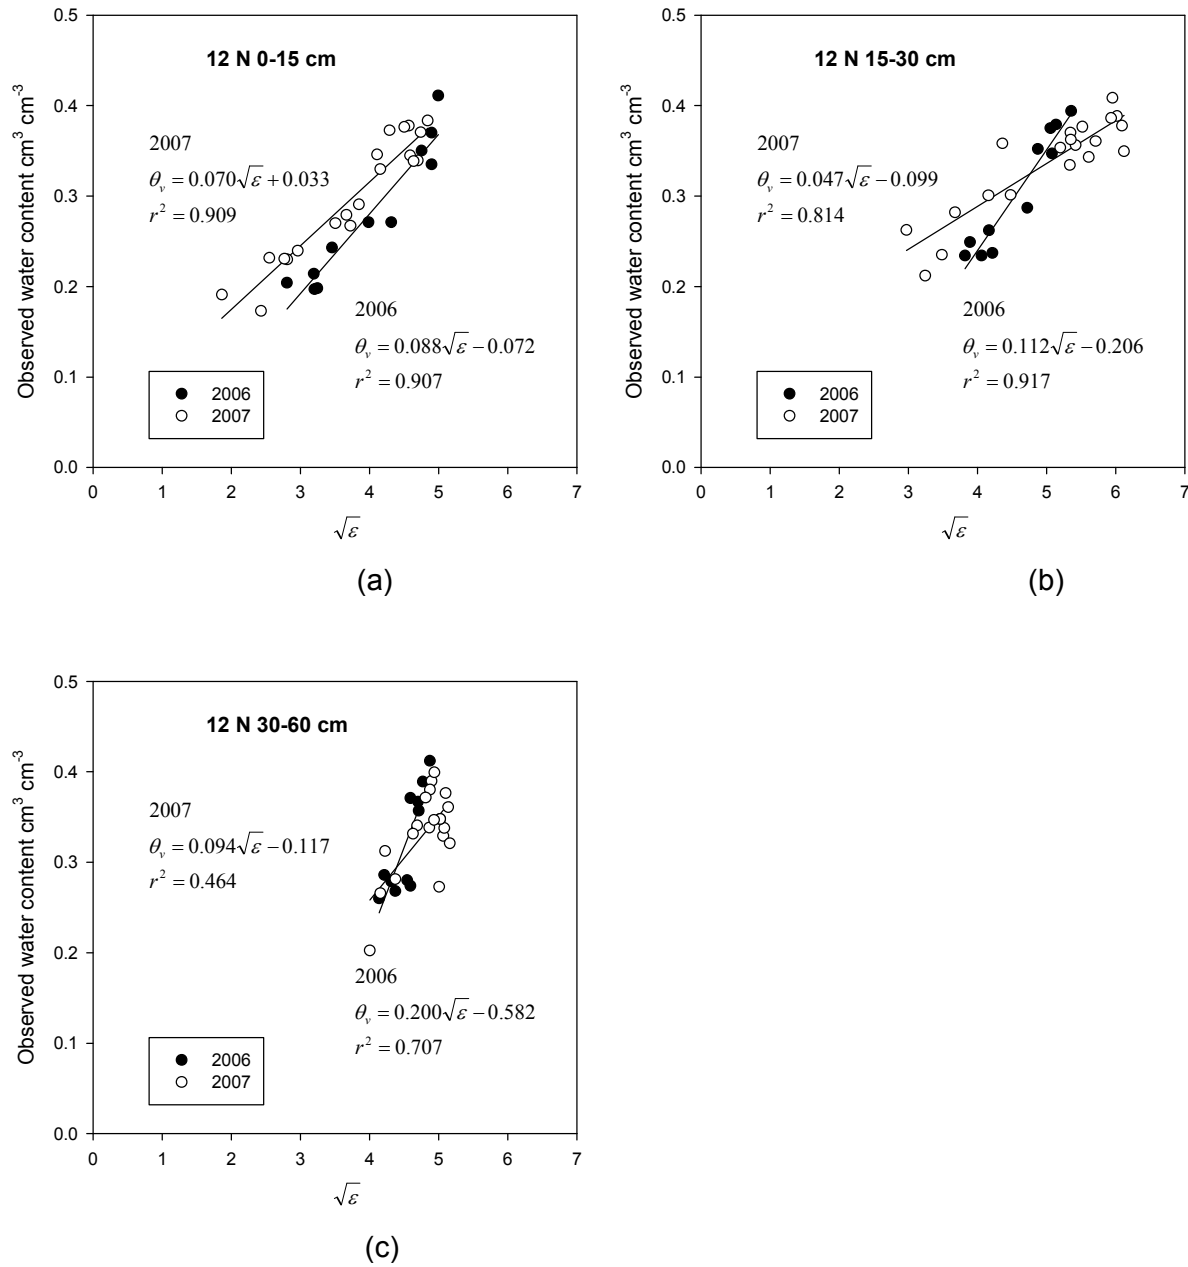 12 N 0-15 cm
Observed water content cm³ cm⁻³
0.5
0.4
0.3
0.2
0.1
0.0
2007
θᵥ = 0.070√ε + 0.033
r² = 0.909
2006
θᵥ = 0.088√ε − 0.072
r² = 0.907
2006
2007
0 1 2 3 4 5 6 7
√ε
(a)
12 N 15-30 cm
Observed water content cm³ cm⁻³
0.5
0.4
0.3
0.2
0.1
0.0
2007
θᵥ = 0.047√ε − 0.099
r² = 0.814
2006
θᵥ = 0.112√ε − 0.206
r² = 0.917
2006
2007
0 1 2 3 4 5 6 7
√ε
(b)
12 N 30-60 cm
Observed water content cm³ cm⁻³
0.5
0.4
0.3
0.2
0.1
0.0
2007
θᵥ = 0.094√ε − 0.117
r² = 0.464
2006
θᵥ = 0.200√ε − 0.582
r² = 0.707
2006
2007
0 1 2 3 4 5 6 7
√ε
(c)